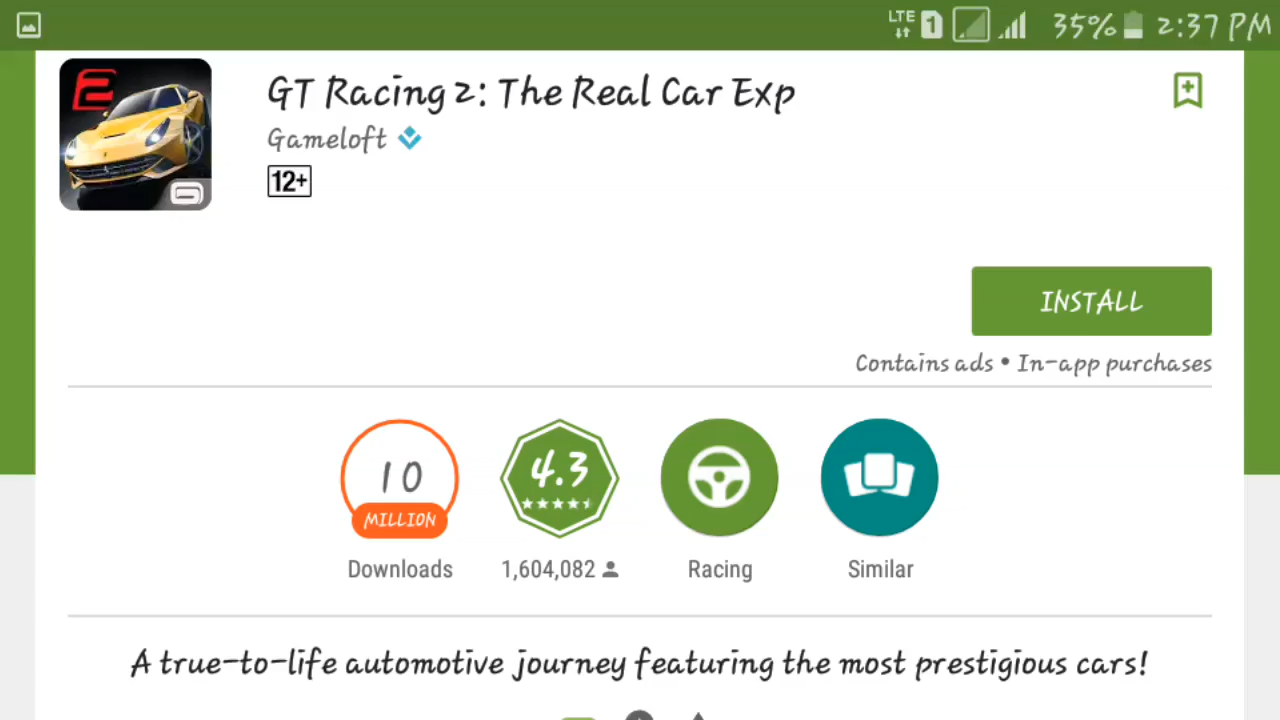 LTE 1 35% 2:37 PM
2
GT Racing 2: The Real Car Exp
Gameloft
12+
INSTALL
Contains ads • In-app purchases
10
MILLION
4.3
Downloads
1,604,082
Racing
Similar
A true-to-life automotive journey featuring the most prestigious cars!